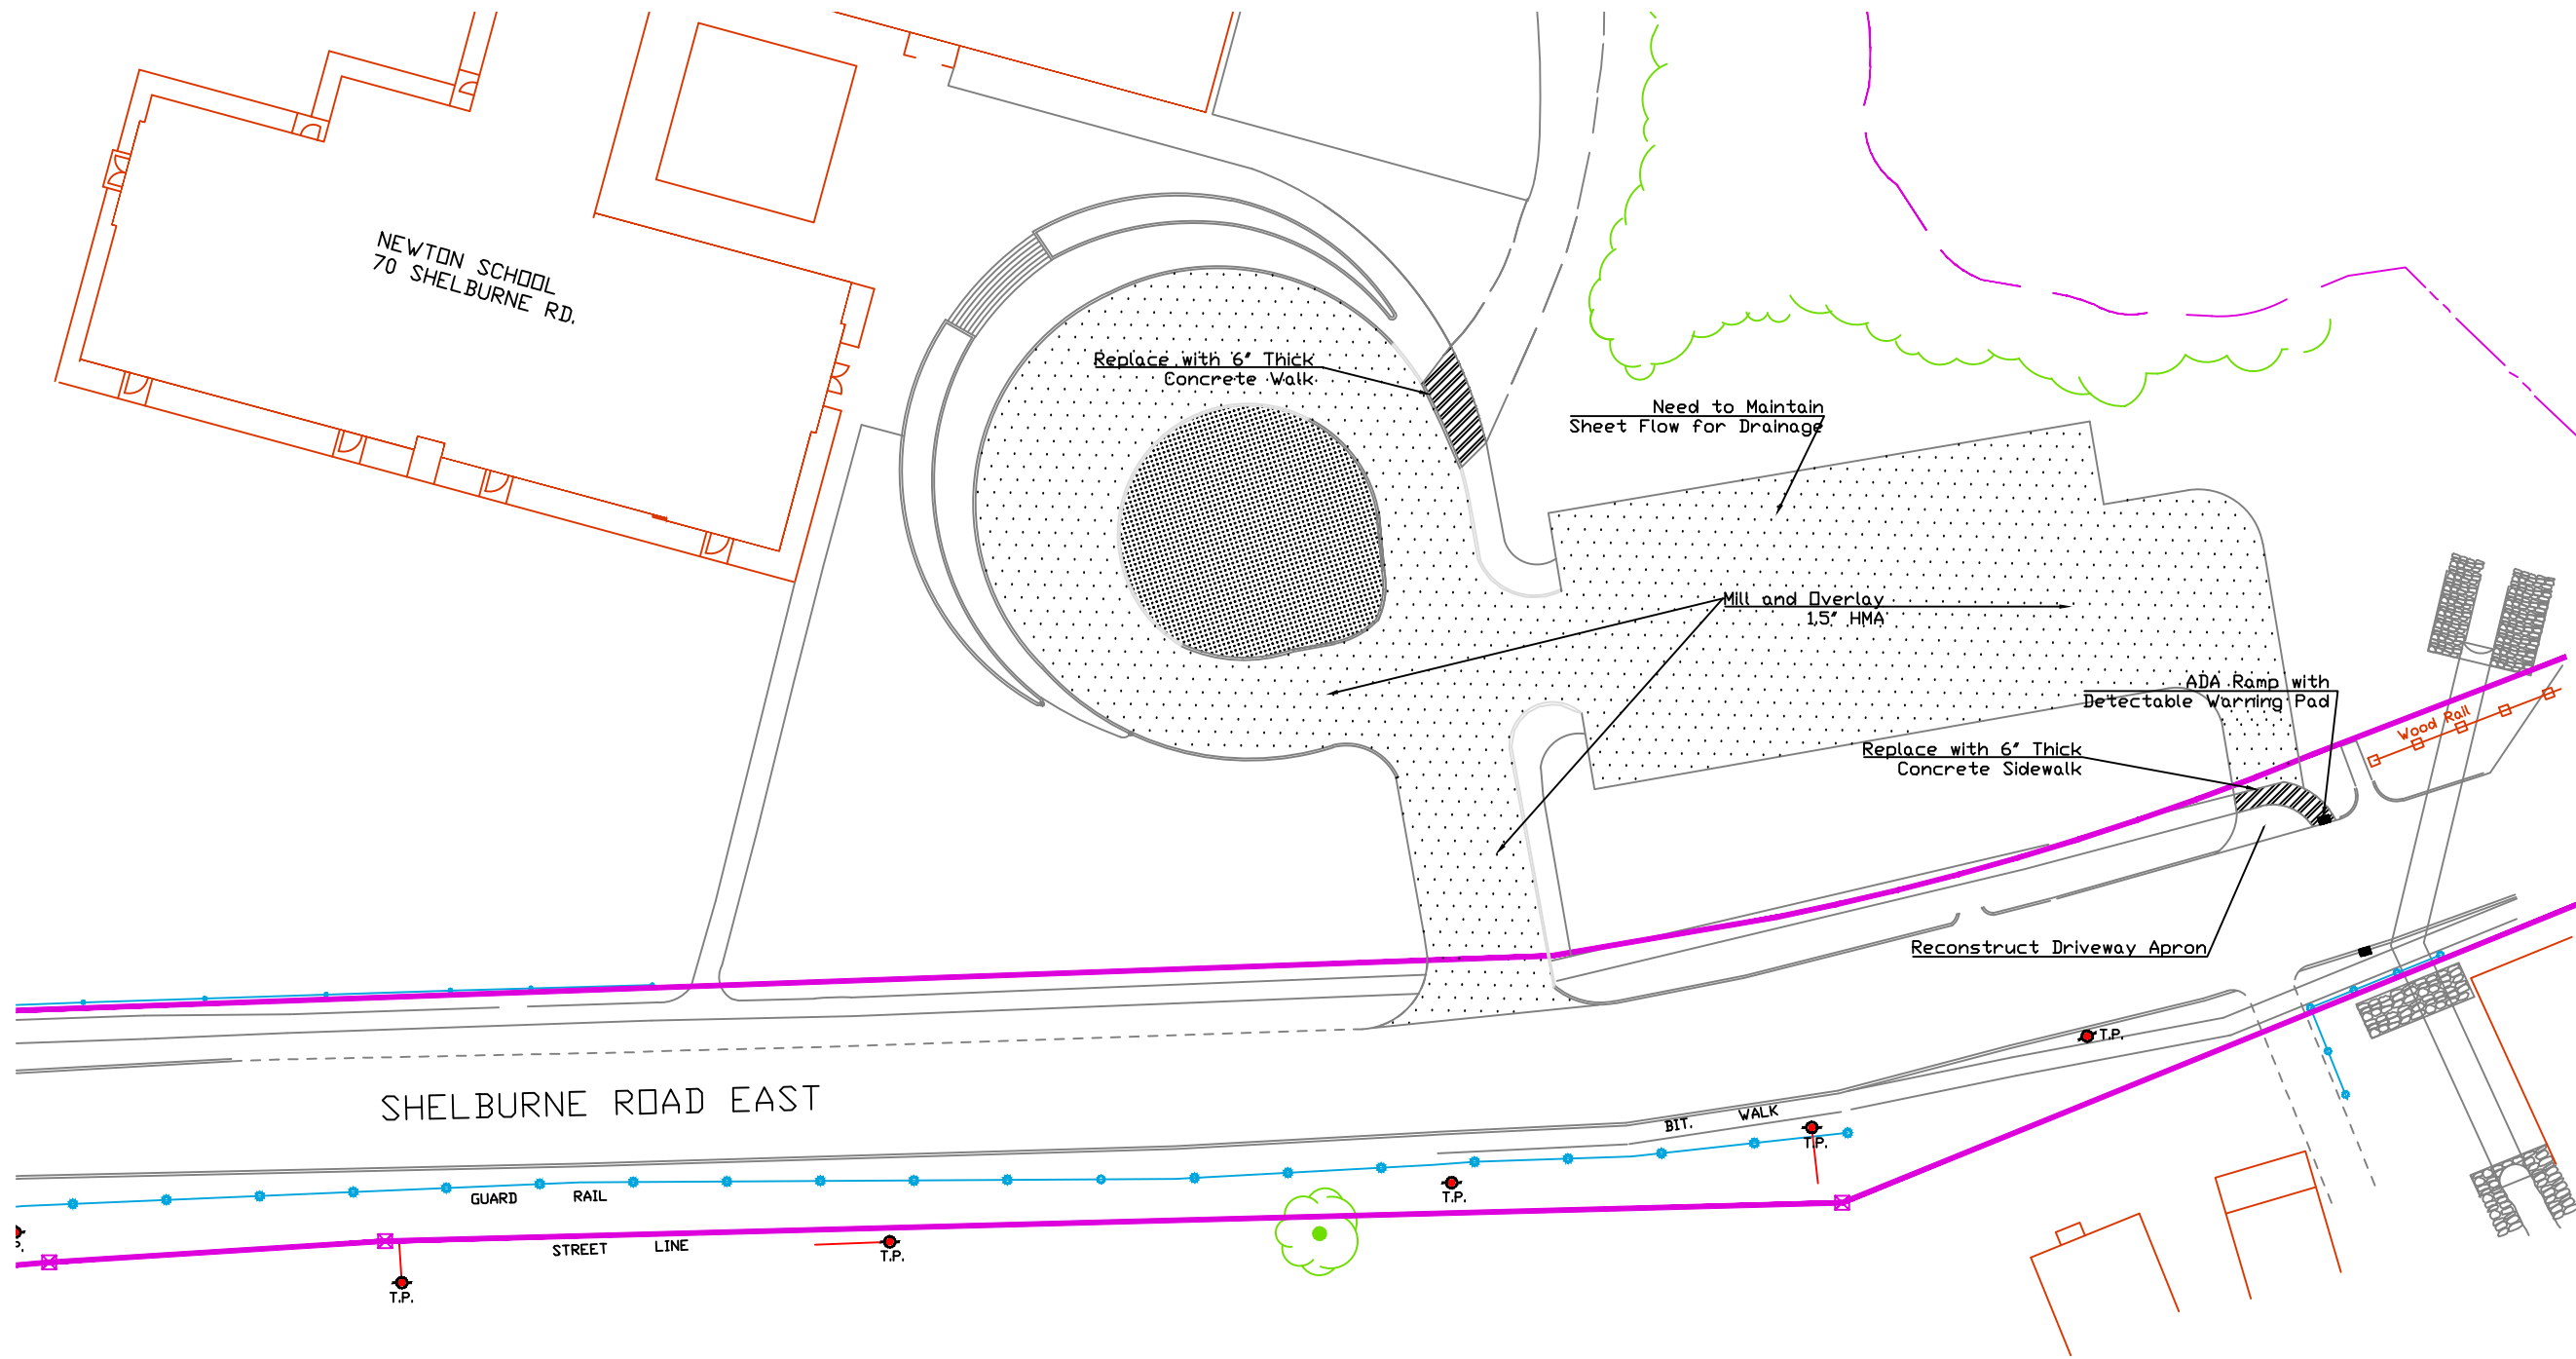 NEWTON SCHOOL
70 SHELBURNE RD.
Replace with 6" Thick
Concrete Walk
Need to Maintain
Sheet Flow for Drainage
Mill and Overlay
1.5" HMA
ADA Ramp with
Detectable Warning Pad
Wood Rail
Replace with 6" Thick
Concrete Sidewalk
Reconstruct Driveway Apron
SHELBURNE ROAD EAST
T.P.
BIT. WALK
T.P.
GUARD RAIL
T.P.
STREET LINE
T.P.
T.P.
P.